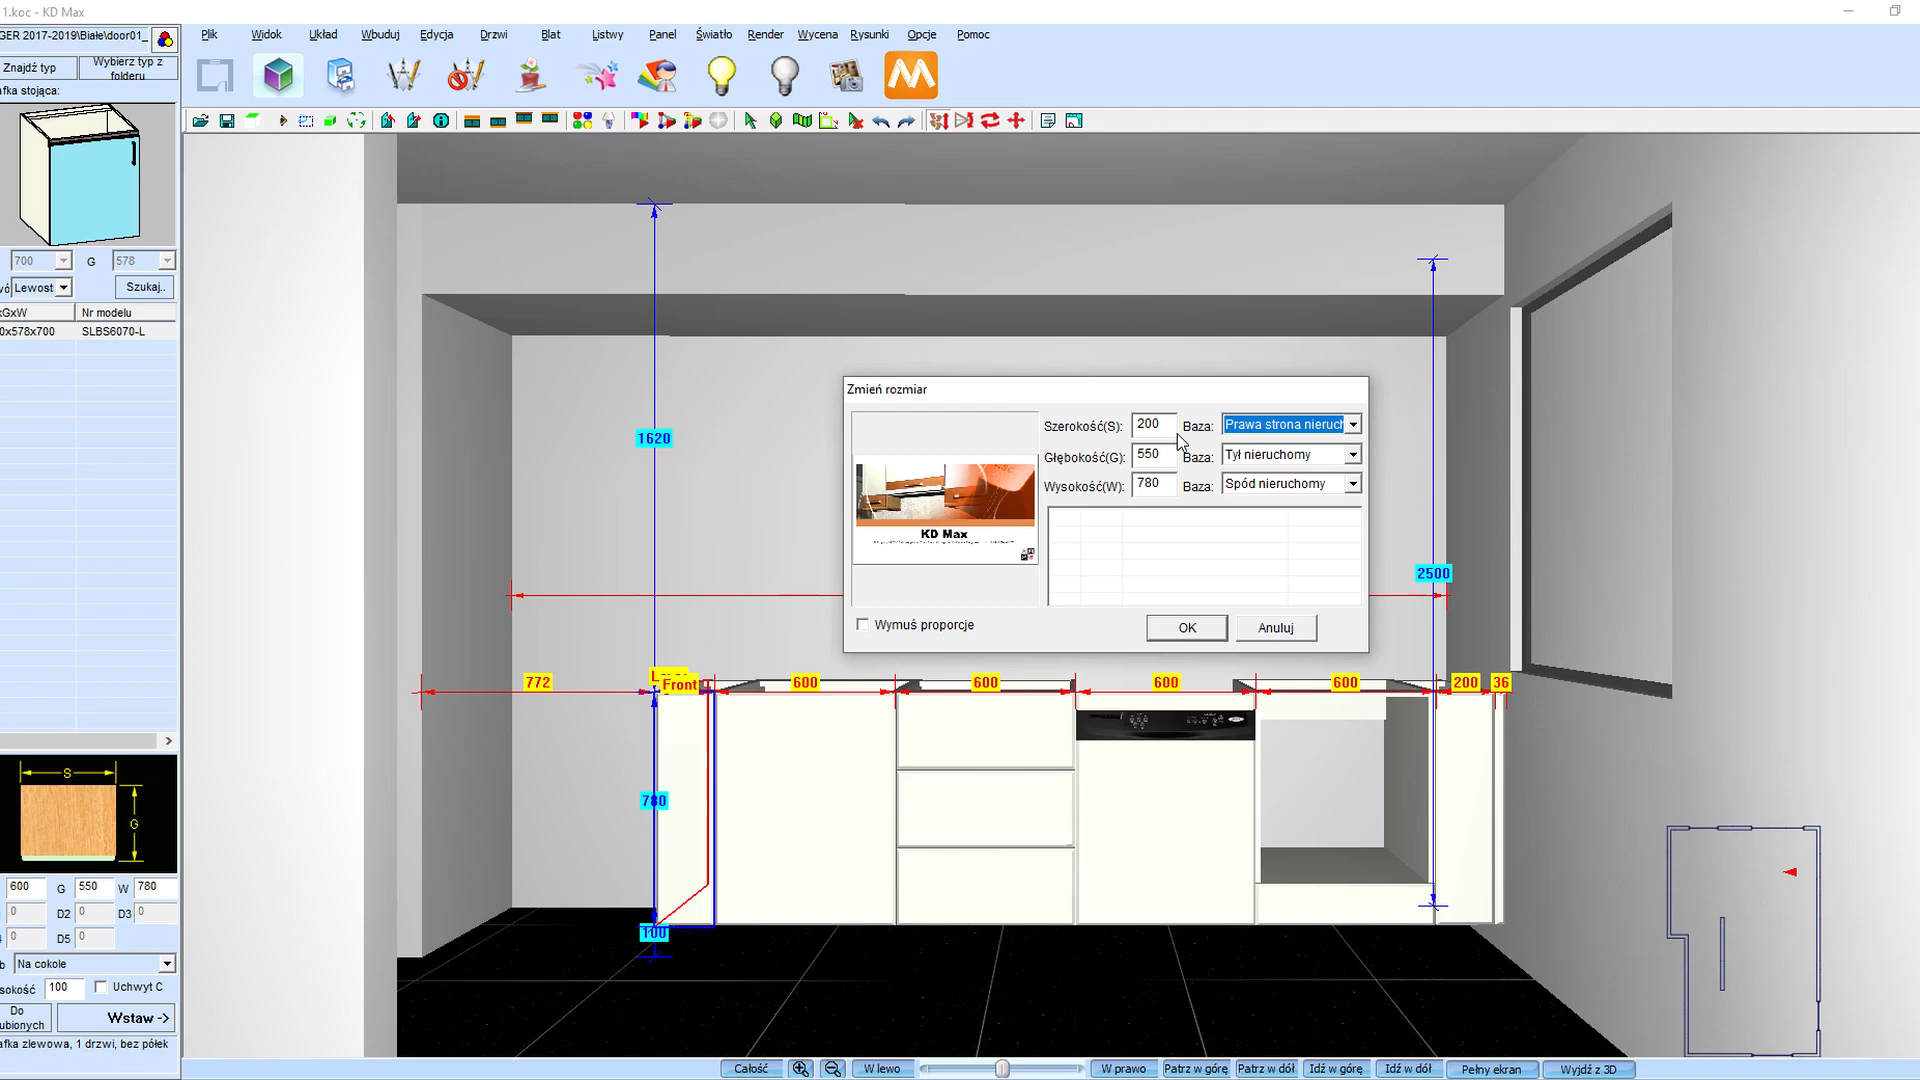 1.koc - KD Max
GER 2017-2019\Białe\door01_
Plik Widok Układ Wbuduj Edycja Drzwi Blat Listwy Panel Światło Render Wycena Rysunki Opcje Pomoc
Znajdź typ
Wybierz typ z folderu
afka stojąca:
700 G 578
Lewost Szukaj..
xGxW Nr modelu
0x578x700 SLBS6070-L
S
G
600 G 550 W 780
0 D2 0 D3 0
0 D5 0
b Na cokole
sokość 100 Uchwyt C
Do
ubionych
Wstaw ->
afka zlewowa, 1 drzwi, bez półek
1620
2500
Zmień rozmiar
Szerokość(S): 200 Baza: Prawa strona nieruch
Głębokość(G): 550 Baza: Tył nieruchomy
Wysokość(W): 780 Baza: Spód nieruchomy
KD Max
Wymuś proporcje
OK Anuluj
772 Front 600 600 600 600 200 36
780
100
Całość W lewo W prawo Patrz w górę Patrz w dół Idź w górę Idź w dół Pełny ekran Wyjdź z 3D